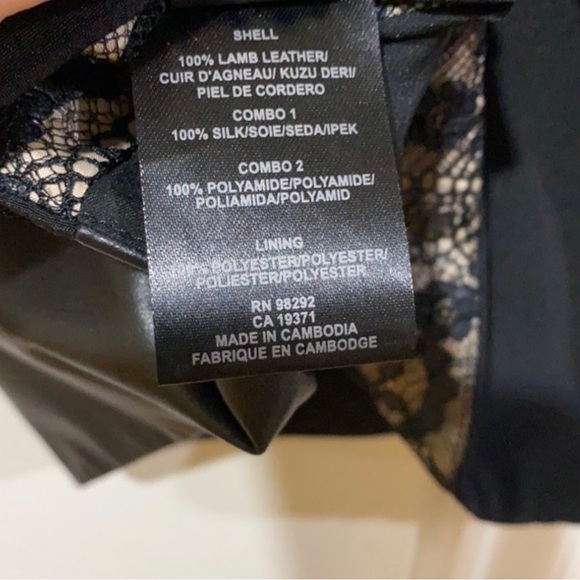 SHELL
100% LAMB LEATHER/
CUIR D'AGNEAU/ KUZU DERI/
PIEL DE CORDERO
COMBO 1
100% SILK/SOIE/SEDA/IPEK
COMBO 2
100% POLYAMIDE/POLYAMIDE/
POLIAMIDA/POLYAMID
LINING
100% POLYESTER/POLYESTER/
POLIESTER/POLYESTER
RN 98292
CA 19371
MADE IN CAMBODIA
FABRIQUE EN CAMBODGE